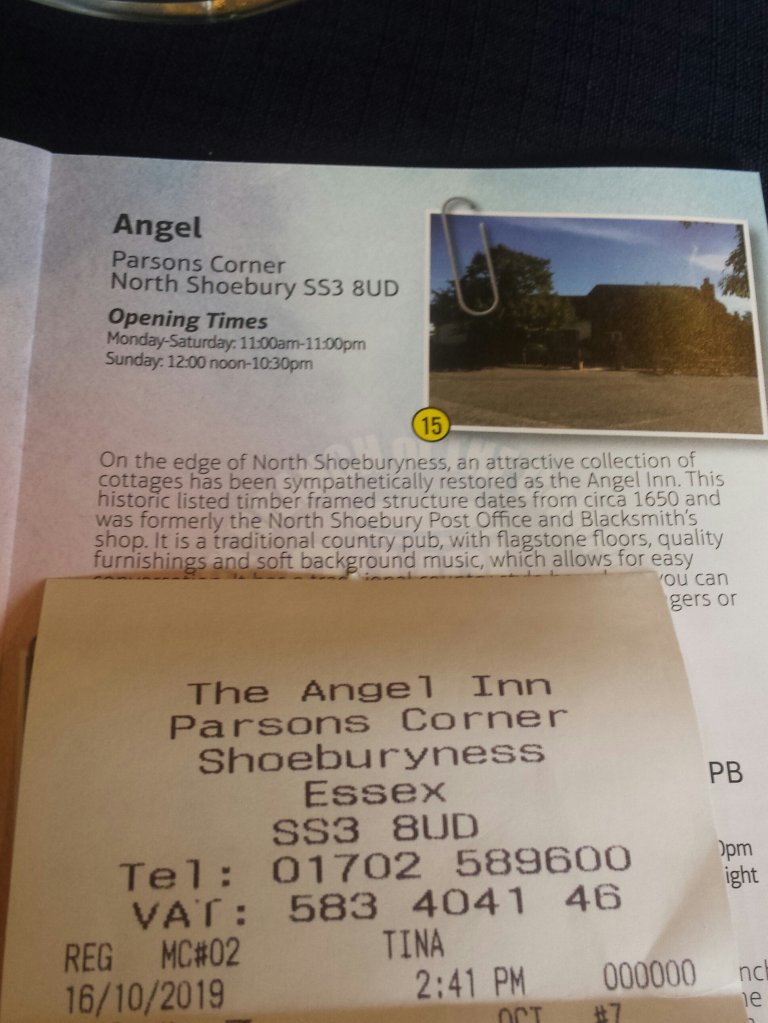 Angel
Parsons Corner
North Shoebury SS3 8UD
Opening Times
Monday-Saturday: 11:00am-11:00pm
Sunday: 12:00 noon-10:30pm
15
On the edge of North Shoeburyness, an attractive collection of
cottages has been sympathetically restored as the Angel Inn. This
historic listed timber framed structure dates from circa 1650 and
was formerly the North Shoebury Post Office and Blacksmith's
shop. It is a traditional country pub, with flagstone floors, quality
furnishings and soft background music, which allows for easy
you can
gers or
PB
0pm
ight
The Angel Inn
Parsons Corner
Shoeburyness
Essex
SS3 8UD
Tel: 01702 589600
VAT: 583 4041 46
REG MC#02 TINA
16/10/2019 2:41 PM 000000
OCT #7